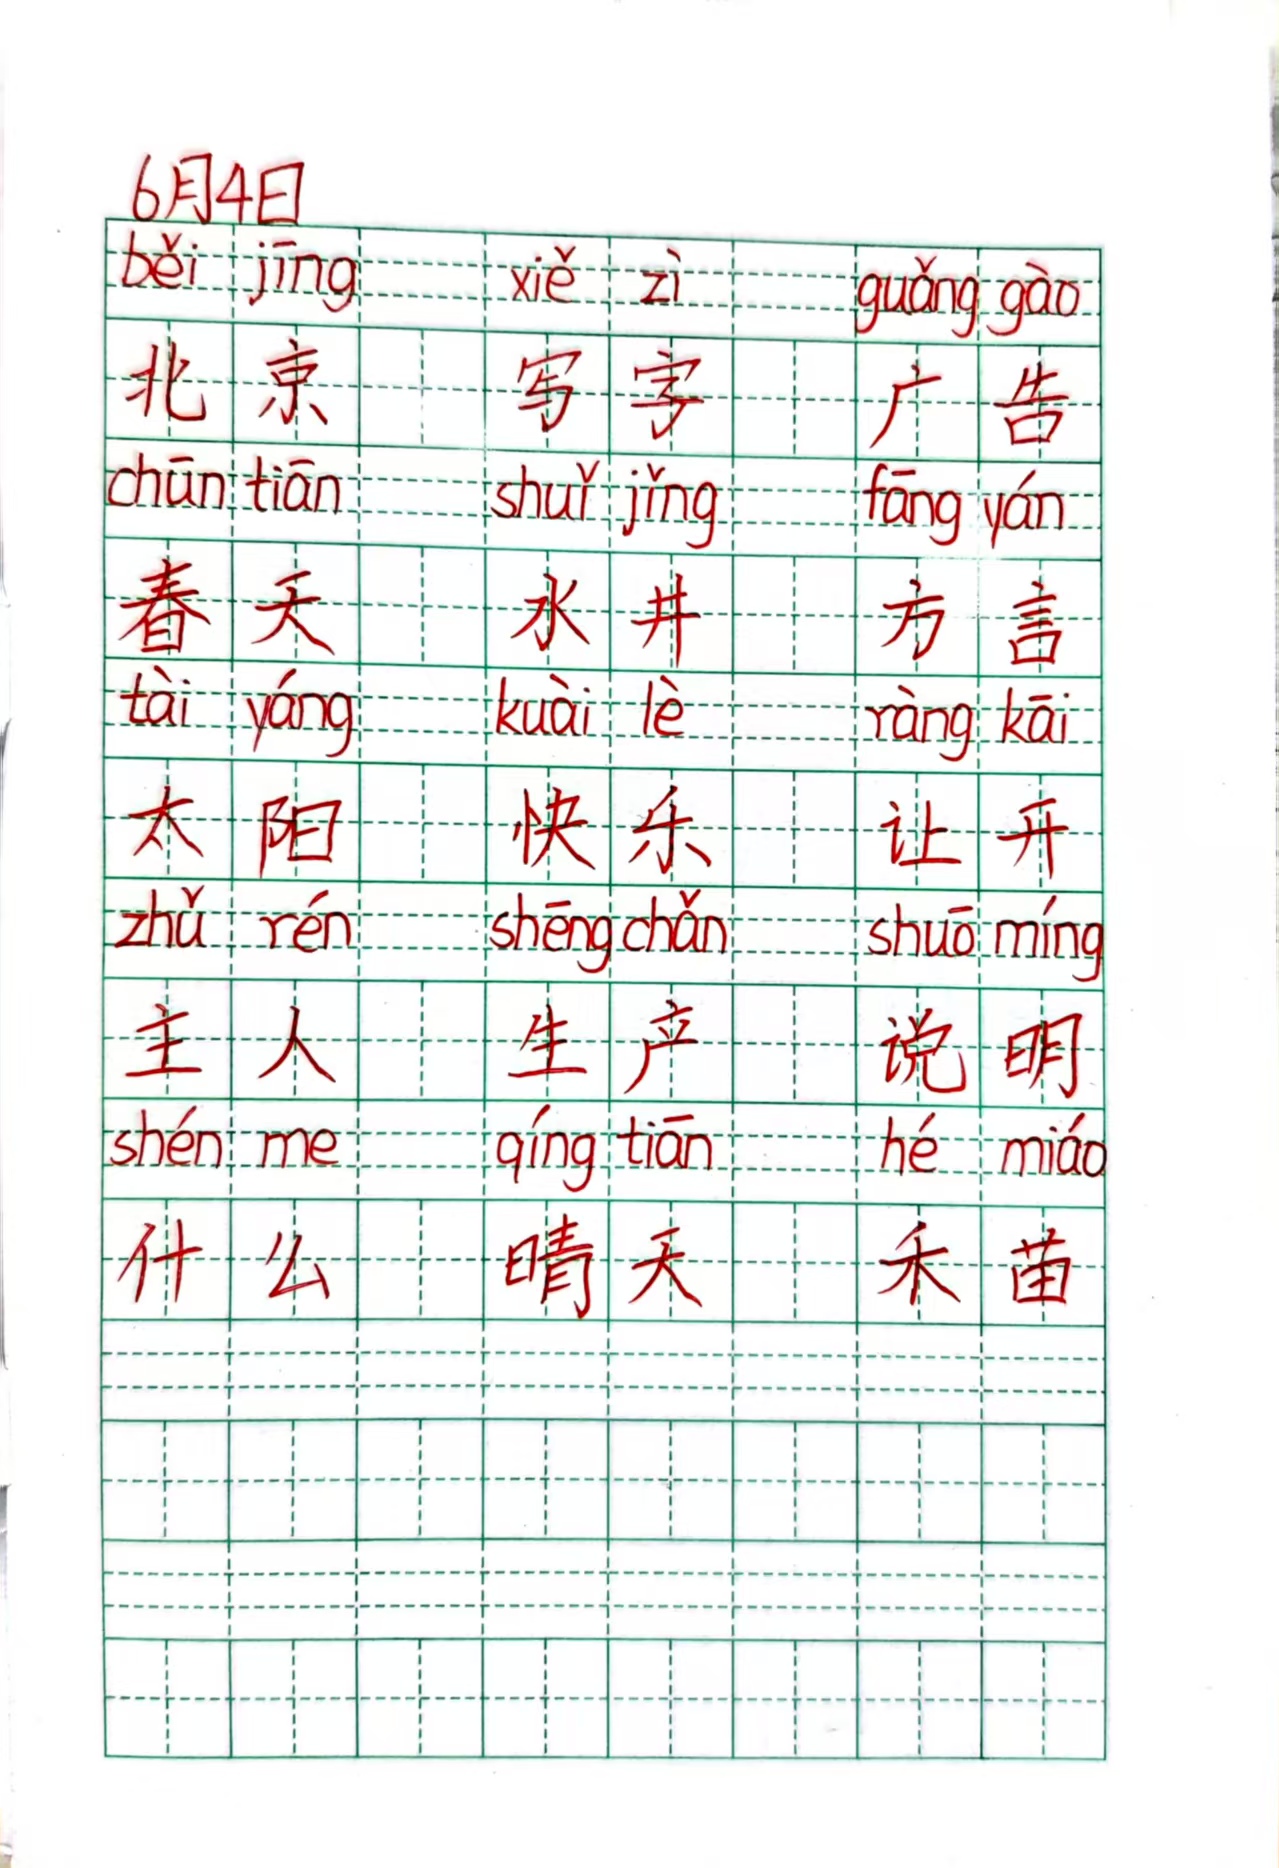 6月4日
běi jīng xiě zì guǎng gào
北京 写字 广告
chūn tiān shuǐ jǐng fāng yán
春天 水井 方言
tài yáng kuài lè ràng kāi
太阳 快乐 让开
zhǔ rén shēng chǎn shuō míng
主人 生产 说明
shén me qíng tiān hé miáo
什么 晴天 禾苗